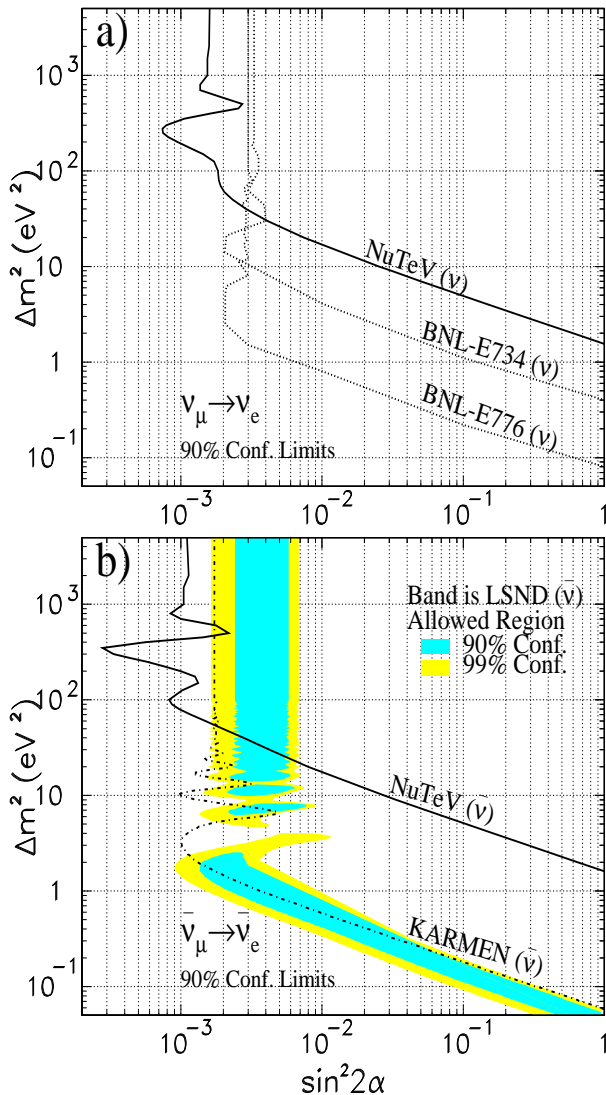 a)
10³
10²
10
1
10⁻¹
Δm² (eV²)
NuTeV (ν)
BNL-E734 (ν)
BNL-E776 (ν)
ν_μ→ν_e
90% Conf. Limits
10⁻³ 10⁻² 10⁻¹ 1
b)
Band is LSND (ν̄)
Allowed Region
90% Conf.
99% Conf.
10³
10²
10
1
10⁻¹
Δm² (eV²)
NuTeV (ν̄)
KARMEN (ν̄)
ν̄_μ→ν̄_e
90% Conf. Limits
10⁻³ 10⁻² 10⁻¹ 1
sin²2α